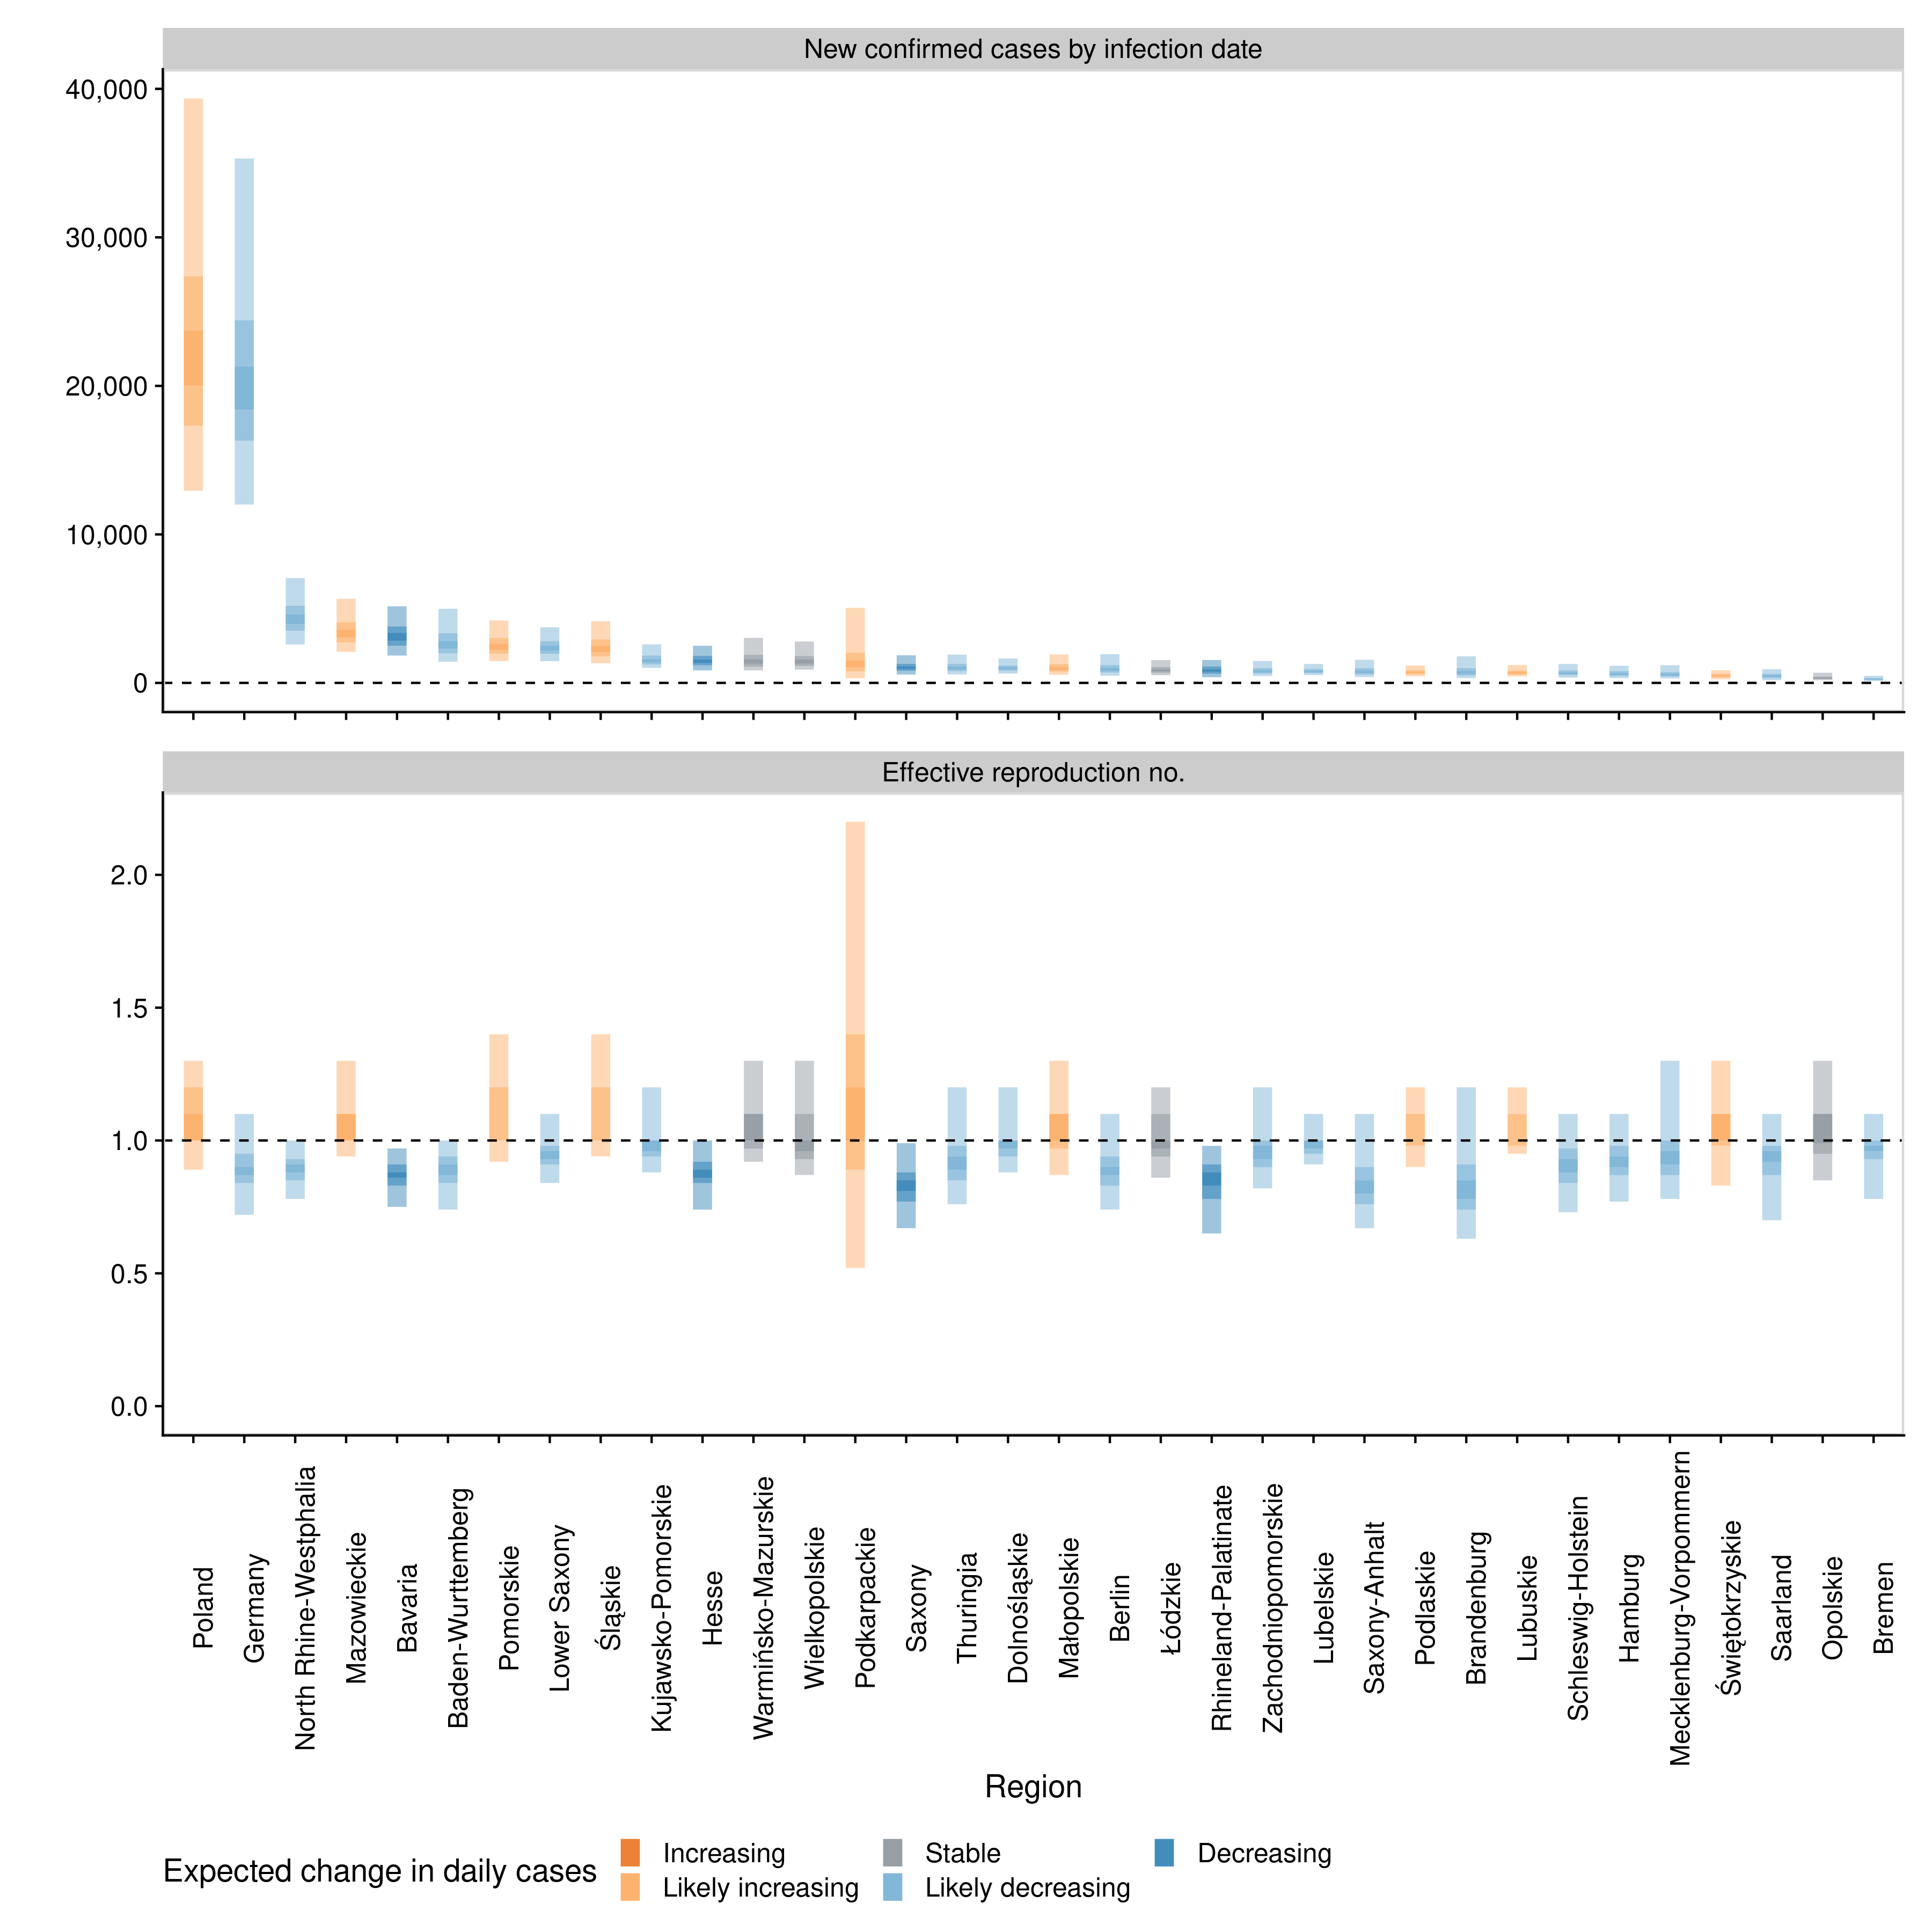 New confirmed cases by infection date
40,000
30,000
20,000
10,000
0
Effective reproduction no.
2.0
1.5
1.0
0.5
0.0
Poland
Germany
North Rhine-Westphalia
Mazowieckie
Bavaria
Baden-Wurttemberg
Pomorskie
Lower Saxony
Śląskie
Kujawsko-Pomorskie
Hesse
Warmińsko-Mazurskie
Wielkopolskie
Podkarpackie
Saxony
Thuringia
Dolnośląskie
Małopolskie
Berlin
Łódzkie
Rhineland-Palatinate
Zachodniopomorskie
Lubelskie
Saxony-Anhalt
Podlaskie
Brandenburg
Lubuskie
Schleswig-Holstein
Hamburg
Mecklenburg-Vorpommern
Świętokrzyskie
Saarland
Opolskie
Bremen
Region
Expected change in daily cases
Increasing
Stable
Decreasing
Likely increasing
Likely decreasing